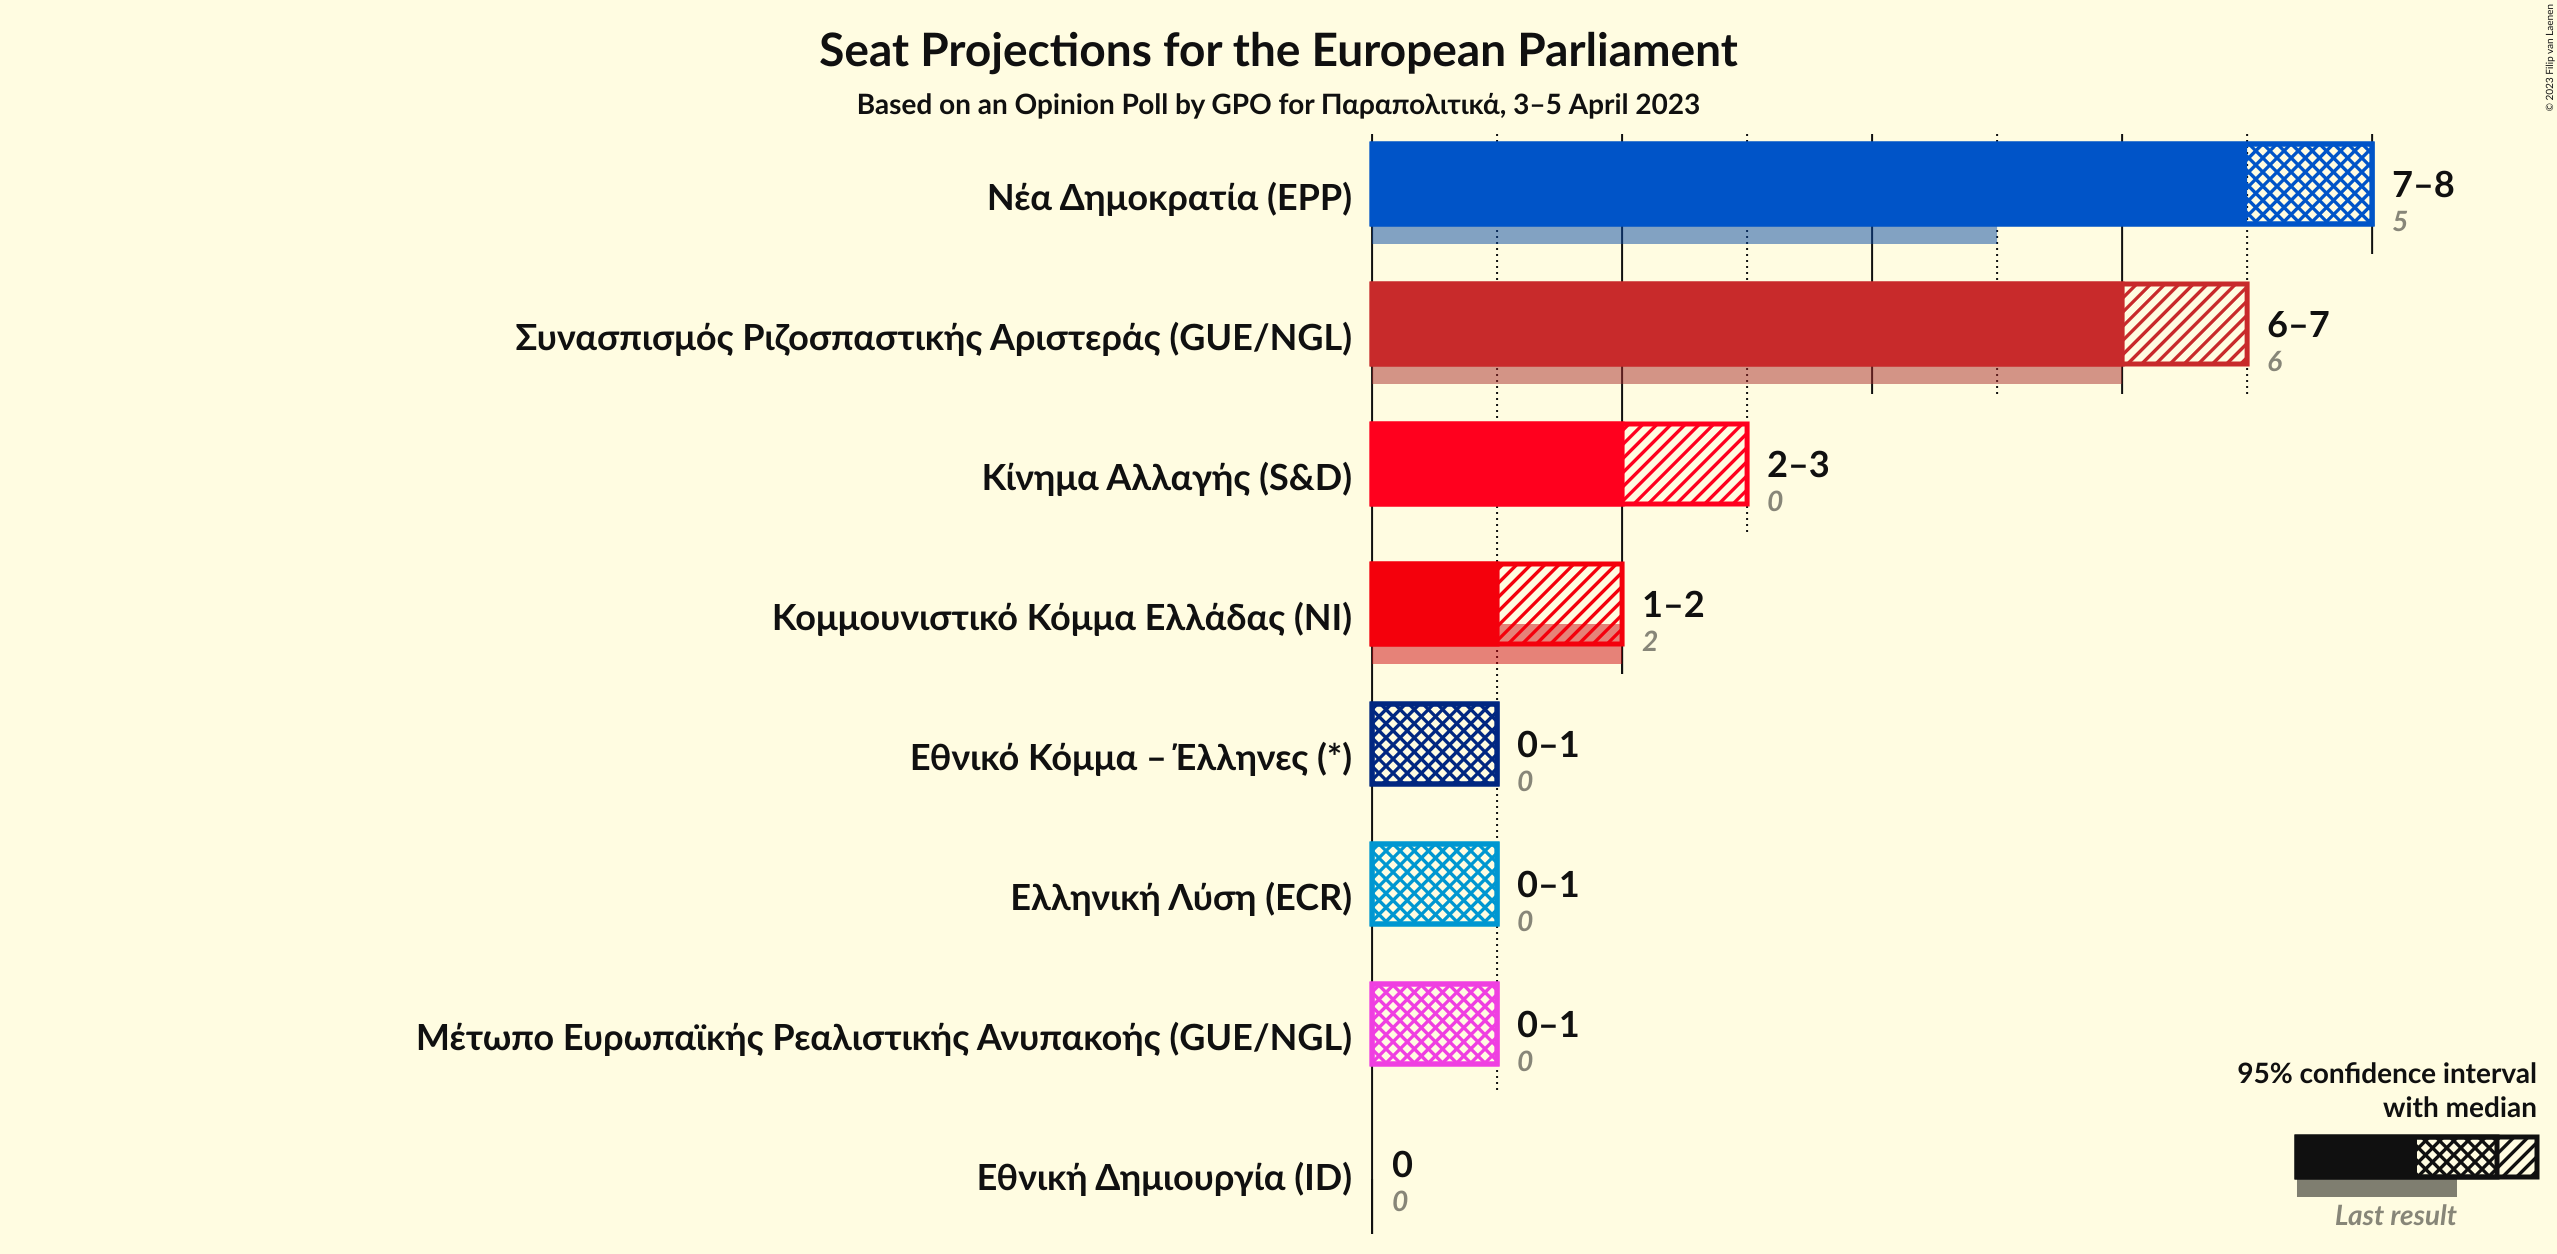 Seat Projections for the European Parliament
Based on an Opinion Poll by GPO for Παραπολιτικά, 3–5 April 2023
© 2023 Filip van Laenen
Νέα Δημοκρατία (EPP)
7–8
5
Συνασπισμός Ριζοσπαστικής Αριστεράς (GUE/NGL)
6–7
6
Κίνημα Αλλαγής (S&D)
2–3
0
Κομμουνιστικό Κόμμα Ελλάδας (NI)
1–2
2
Εθνικό Κόμμα – Έλληνες (*)
0–1
0
Ελληνική Λύση (ECR)
0–1
0
Μέτωπο Ευρωπαϊκής Ρεαλιστικής Ανυπακοής (GUE/NGL)
0–1
0
Εθνική Δημιουργία (ID)
0
0
95% confidence interval
with median
Last result